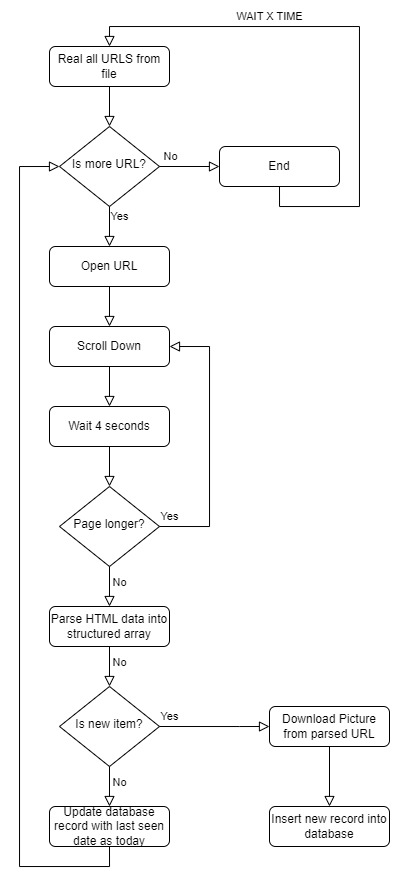 WAIT X TIME
Real all URLS from
file
Is more URL?
No
End
Yes
Open URL
Scroll Down
Wait 4 seconds
Page longer?
Yes
No
Parse HTML data into
structured array
No
Is new item?
Yes
Download Picture
from parsed URL
No
Update database
record with last seen
date as today
Insert new record into
database